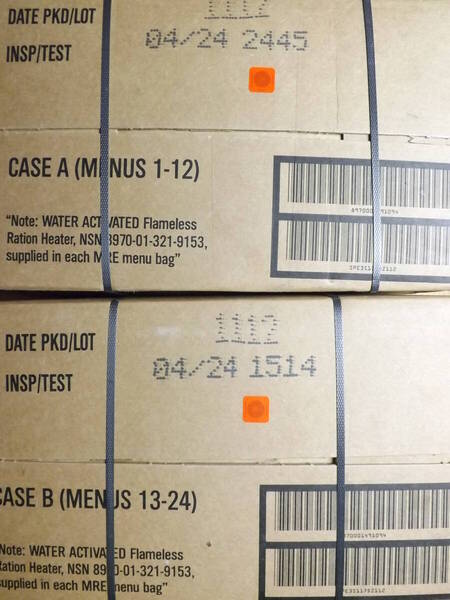 DATE PKD/LOT 1112
INSP/TEST 04/24 2445
CASE A (MENUS 1-12)
"Note: WATER ACTIVATED Flameless
Ration Heater, NSN 8970-01-321-9153,
supplied in each MRE menu bag"
DATE PKD/LOT 1112
INSP/TEST 04/24 1514
CASE B (MENUS 13-24)
Note: WATER ACTIVATED Flameless
Ration Heater, NSN 8970-01-321-9153,
supplied in each MRE menu bag"